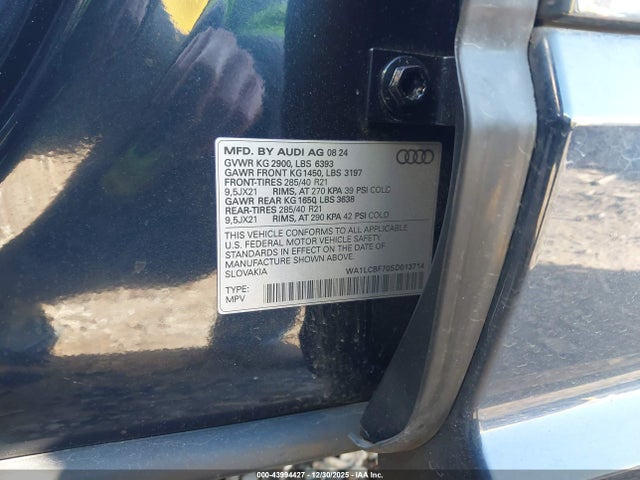 MFD. BY AUDI AG 08 24
GVWR KG 2900, LBS 6393
GAWR FRONT KG1450, LBS 3197
FRONT-TIRES 285/40 R21
9,5JX21 RIMS, AT 270 KPA 39 PSI COLD
GAWR REAR KG 1650, LBS 3638
REAR-TIRES 285/40 R21
9,5JX21 RIMS, AT 290 KPA 42 PSI COLD
THIS VEHICLE CONFORMS TO ALL APPLICABLE
U.S. FEDERAL MOTOR VEHICLE SAFETY
STANDARDS IN EFFECT ON THE DATE OF
MANUFACTURE SHOWN ABOVE.
SLOVAKIA
WA1LCBF70SD013714
TYPE:
MPV
000-43994427 - 12/30/2025 - IAAI.COM